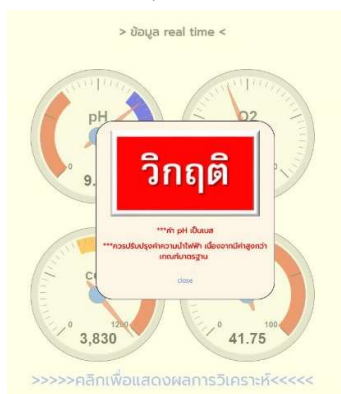 > ข้อมูล real time <
pH
O2
วิกฤติ
0
9.
***ค่า pH เป็นเบส
***ควรปรับปรุงค่าความนำไฟฟ้า เนื่องจากมีค่าสูงกว่า
เกณฑ์มาตรฐาน
close
0
1200
3,830
100
41.75
>>>>>คลิกเพื่อแสดงผลการวิเคราะห์<<<<<